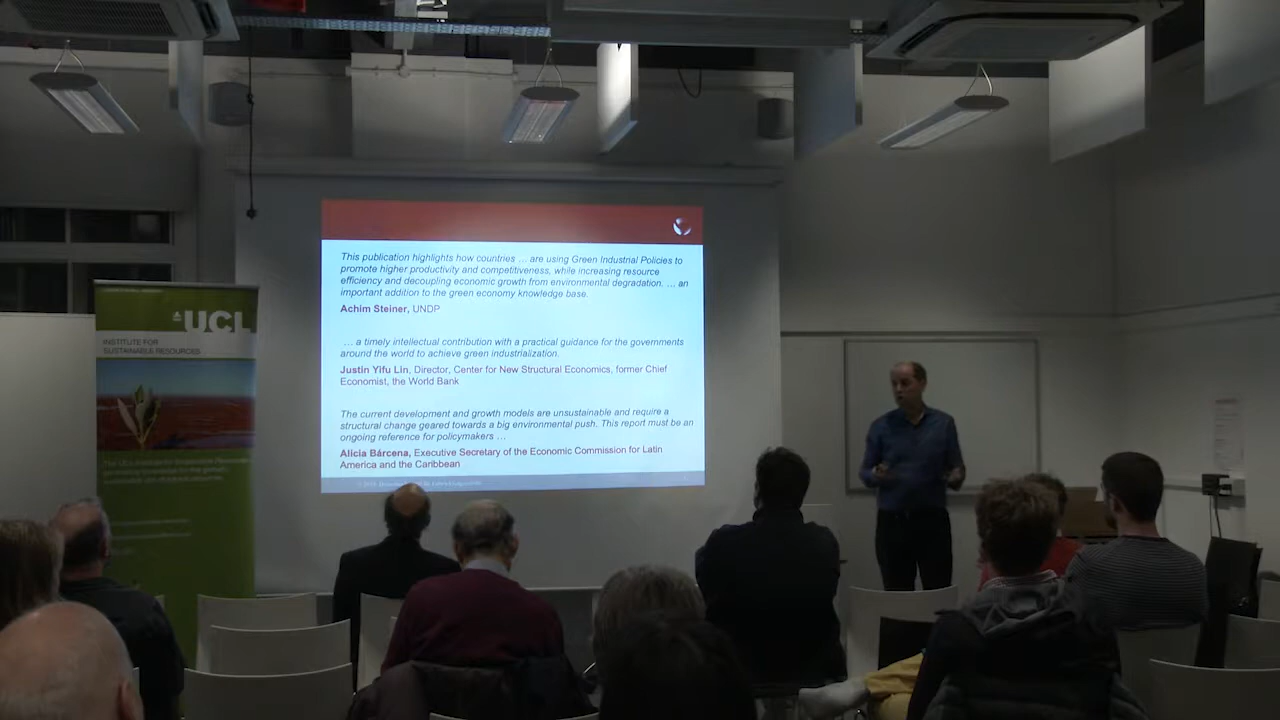 This publication highlights how countries … are using Green Industrial Policies to
promote higher productivity and competitiveness, while increasing resource
efficiency and decoupling economic growth from environmental degradation. … an
important addition to the green economy knowledge base.
Achim Steiner, UNDP
… a timely intellectual contribution with a practical guidance for the governments
around the world to achieve green industrialization.
Justin Yifu Lin, Director, Center for New Structural Economics, former Chief
Economist, the World Bank
The current development and growth models are unsustainable and require a
structural change geared towards a big environmental push. This report must be an
ongoing reference for policymakers …
Alicia Bárcena, Executive Secretary of the Economic Commission for Latin
America and the Caribbean
UCL
INSTITUTE FOR
SUSTAINABLE RESOURCES